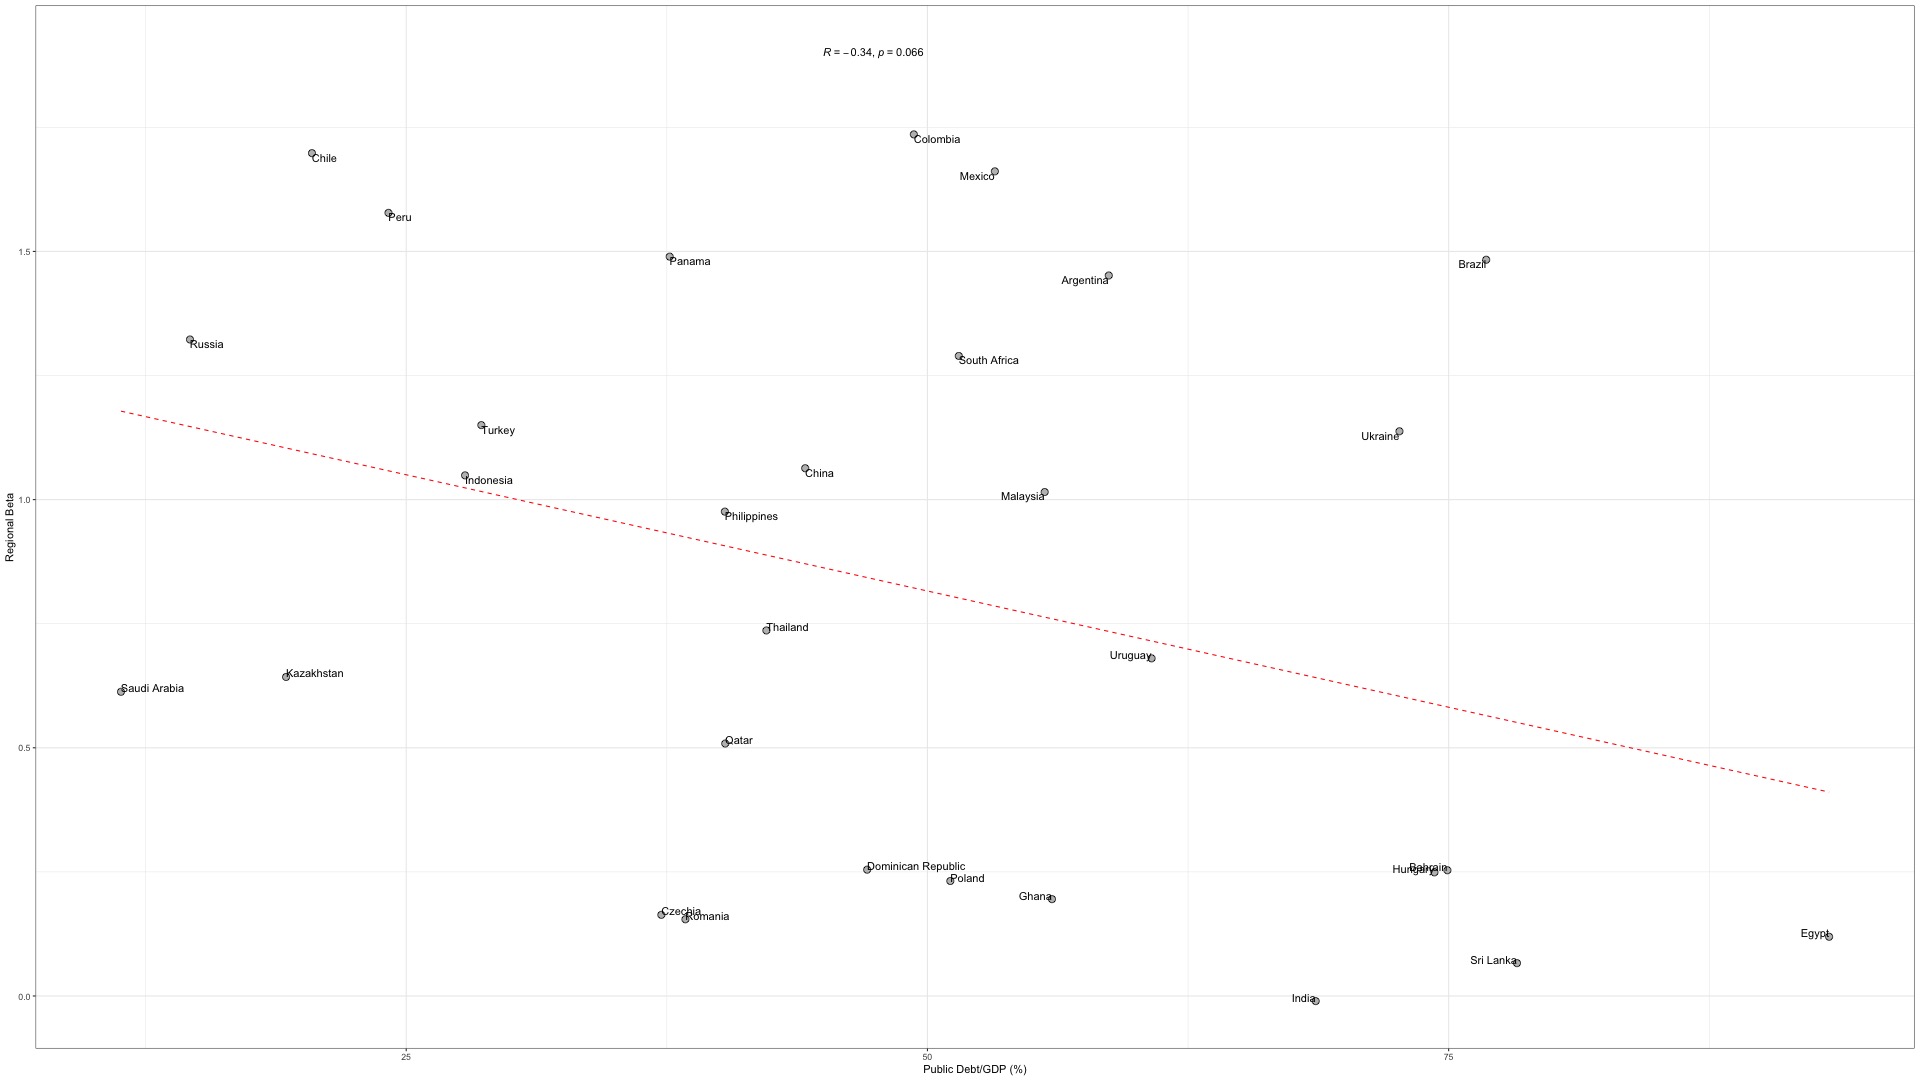 R = −0.34, p = 0.066
Colombia
Chile
Mexico
Peru
Panama
Brazil
Argentina
Russia
South Africa
Turkey
Ukraine
China
Indonesia
Malaysia
Philippines
Thailand
Uruguay
Kazakhstan
Saudi Arabia
Qatar
Dominican Republic
Bahrain
Hungary
Poland
Ghana
Czechia
Romania
Egypt
Sri Lanka
India
1.5
1.0
0.5
0.0
Regional Beta
25
50
75
Public Debt/GDP (%)